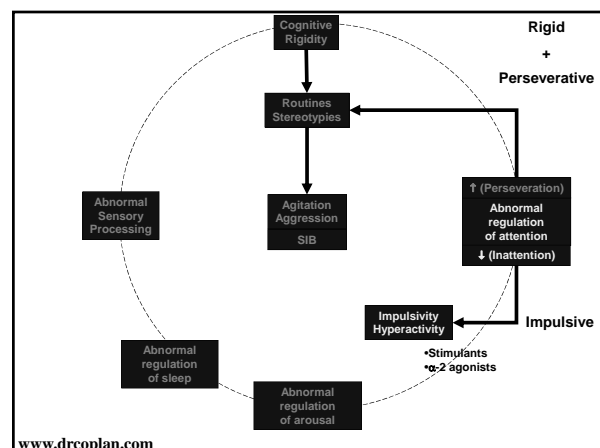 Cognitive
Rigidity
Rigid
+
Perseverative
Routines
Stereotypies
Abnormal
Sensory
Processing
Agitation
Aggression
SIB
↑ (Perseveration)
Abnormal
regulation
of attention
↓ (Inattention)
Impulsivity
Hyperactivity
Impulsive
•Stimulants
•α-2 agonists
Abnormal
regulation
of sleep
Abnormal
regulation
of arousal
www.drcoplan.com